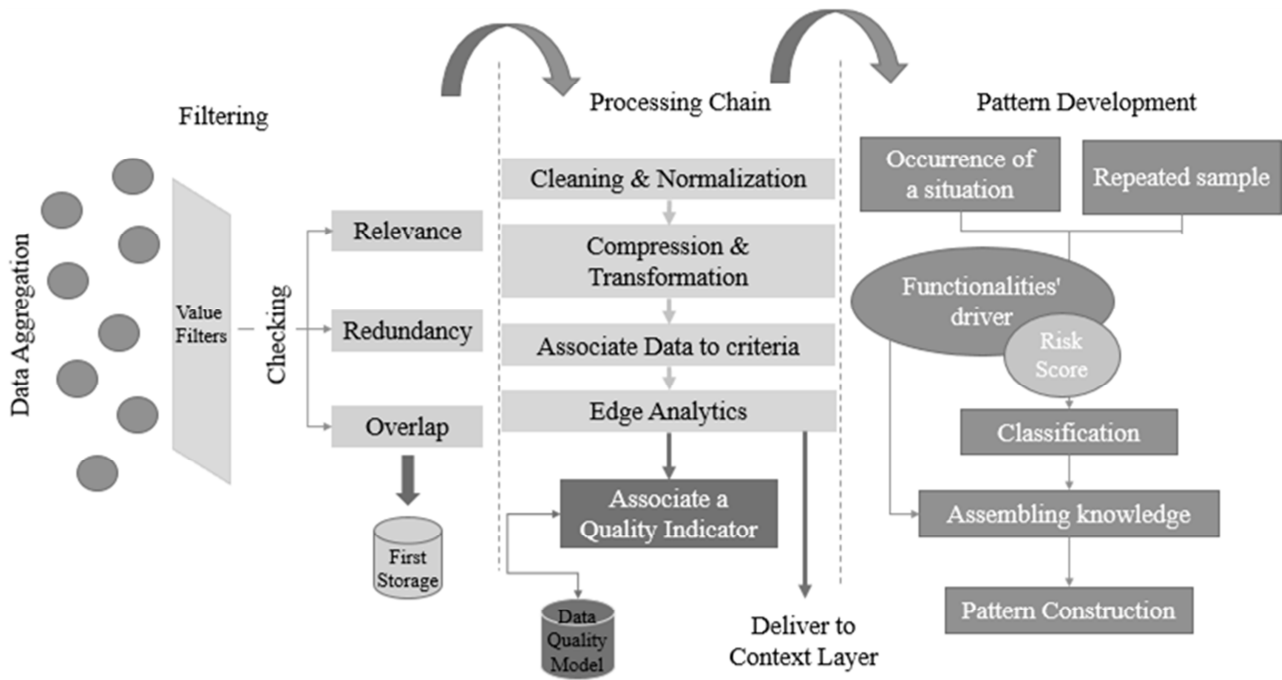 Filtering
Data Aggregation
Value
Filters
Checking
Relevance
Redundancy
Overlap
First
Storage
Processing Chain
Cleaning & Normalization
Compression &
Transformation
Associate Data to criteria
Edge Analytics
Associate a
Quality Indicator
Data
Quality
Model
Deliver to
Context Layer
Pattern Development
Occurrence of
a situation
Repeated sample
Functionalities'
driver
Risk
Score
Classification
Assembling knowledge
Pattern Construction